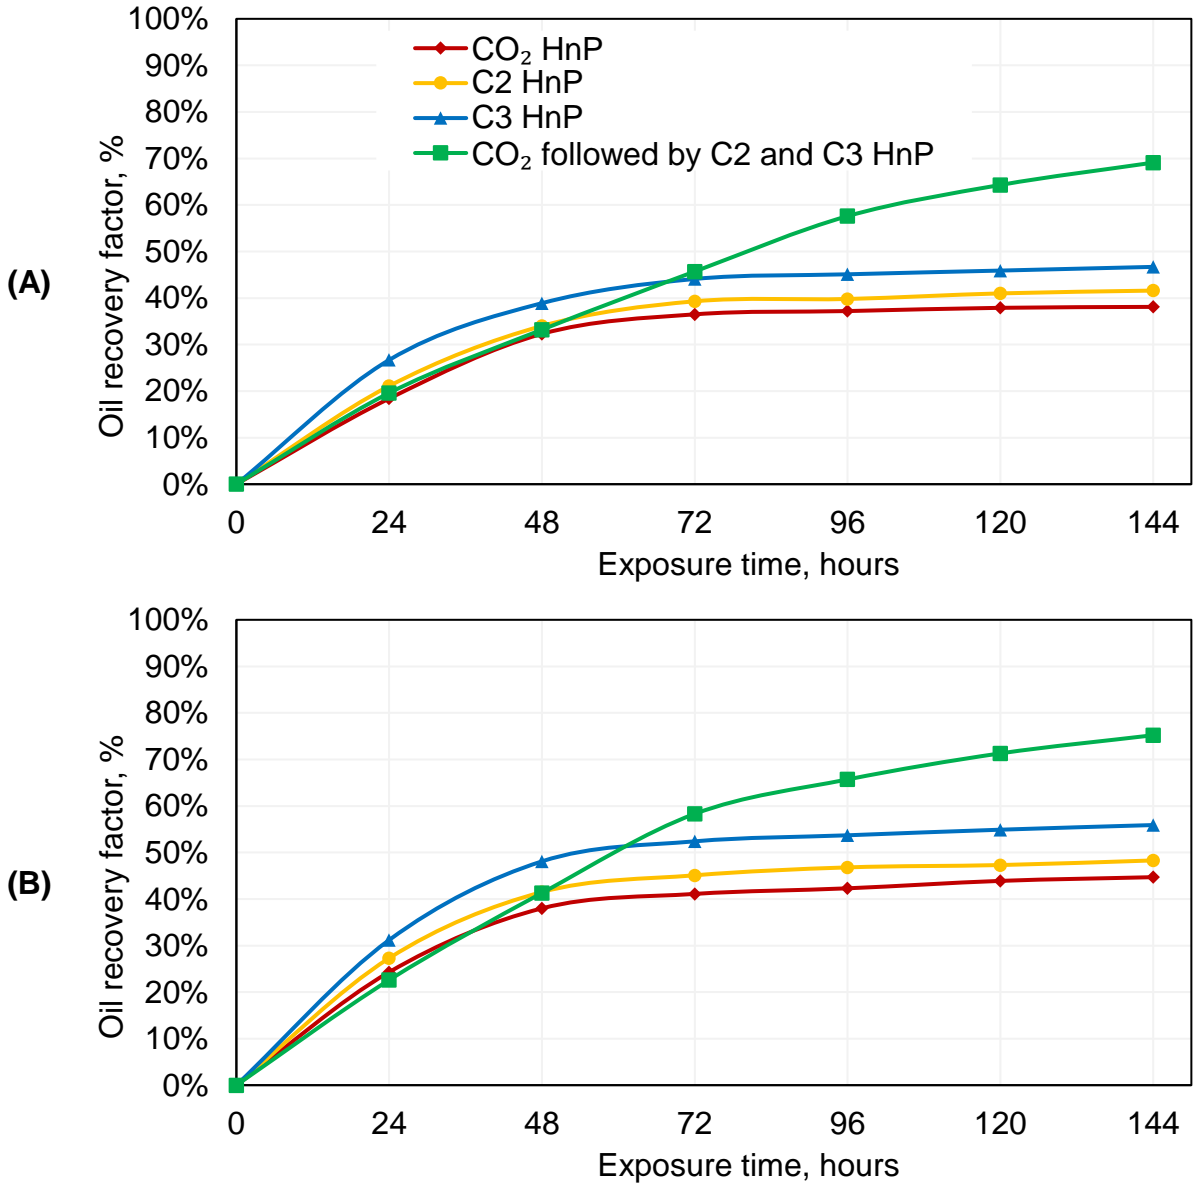 CO₂ HnP
C2 HnP
C3 HnP
CO₂ followed by C2 and C3 HnP
(A)
Oil recovery factor, %
100%
90%
80%
70%
60%
50%
40%
30%
20%
10%
0%
0 24 48 72 96 120 144
Exposure time, hours
(B)
Oil recovery factor, %
100%
90%
80%
70%
60%
50%
40%
30%
20%
10%
0%
0 24 48 72 96 120 144
Exposure time, hours